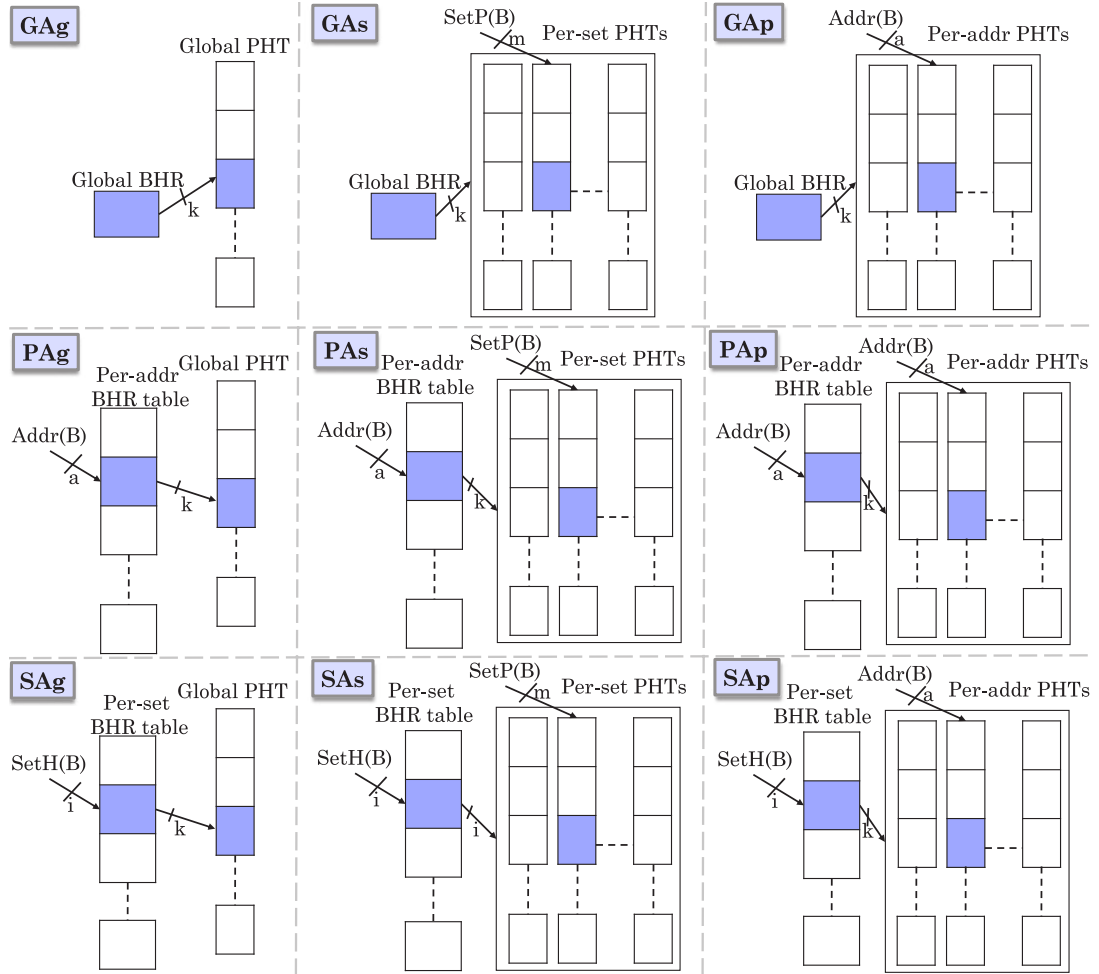 GAg
Global PHT
Global BHR
k
GAs
SetP(B)
m
Per-set PHTs
Global BHR
k
GAp
Addr(B)
a
Per-addr PHTs
Global BHR
k
PAg
Global PHT
Per-addr
BHR table
Addr(B)
a
k
PAs
SetP(B)
m
Per-set PHTs
Per-addr
BHR table
Addr(B)
a
k
PAp
Addr(B)
a
Per-addr PHTs
Per-addr
BHR table
Addr(B)
a
k
SAg
Global PHT
Per-set
BHR table
SetH(B)
i
k
SAs
SetP(B)
m
Per-set PHTs
Per-set
BHR table
SetH(B)
i
i
SAp
Addr(B)
a
Per-addr PHTs
Per-set
BHR table
SetH(B)
i
k